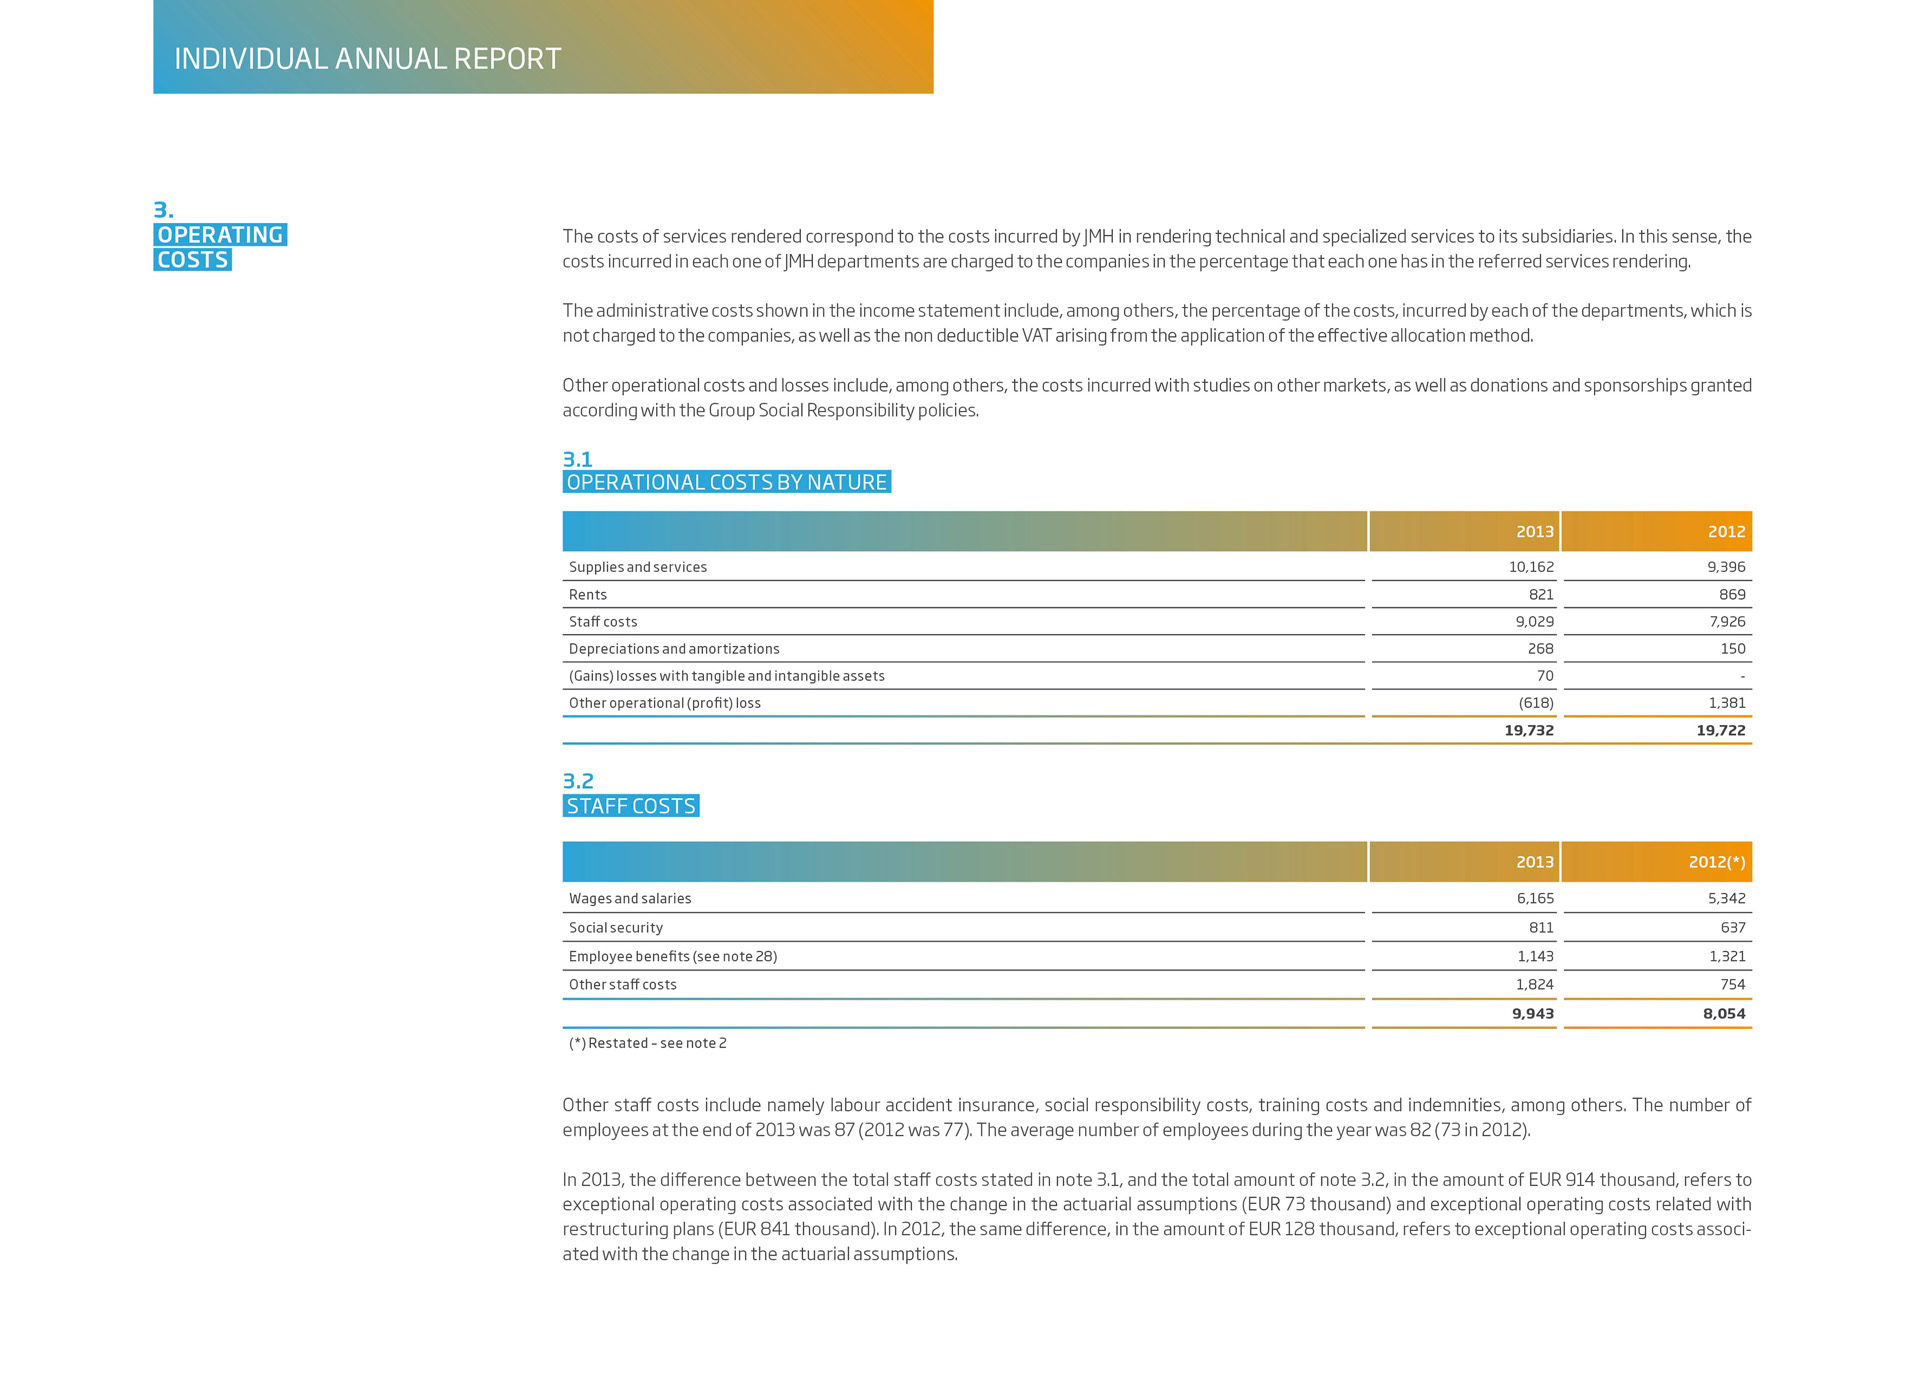 INDIVIDUAL ANNUAL REPORT
3.
OPERATING
COSTS
The costs of services rendered correspond to the costs incurred by JMH in rendering technical and specialized services to its subsidiaries. In this sense, the
costs incurred in each one of JMH departments are charged to the companies in the percentage that each one has in the referred services rendering.
The administrative costs shown in the income statement include, among others, the percentage of the costs, incurred by each of the departments, which is
not charged to the companies, as well as the non deductible VAT arising from the application of the effective allocation method.
Other operational costs and losses include, among others, the costs incurred with studies on other markets, as well as donations and sponsorships granted
according with the Group Social Responsibility policies.
3.1
OPERATIONAL COSTS BY NATURE
2013 2012
Supplies and services 10,162 9,396
Rents 821 869
Staff costs 9,029 7,926
Depreciations and amortizations 268 150
(Gains) losses with tangible and intangible assets 70 -
Other operational (profit) loss (618) 1,381
19,732 19,722
3.2
STAFF COSTS
2013 2012(*)
Wages and salaries 6,165 5,342
Social security 811 637
Employee benefits (see note 28) 1,143 1,321
Other staff costs 1,824 754
9,943 8,054
(*) Restated – see note 2
Other staff costs include namely labour accident insurance, social responsibility costs, training costs and indemnities, among others. The number of
employees at the end of 2013 was 87 (2012 was 77). The average number of employees during the year was 82 (73 in 2012).
In 2013, the difference between the total staff costs stated in note 3.1, and the total amount of note 3.2, in the amount of EUR 914 thousand, refers to
exceptional operating costs associated with the change in the actuarial assumptions (EUR 73 thousand) and exceptional operating costs related with
restructuring plans (EUR 841 thousand). In 2012, the same difference, in the amount of EUR 128 thousand, refers to exceptional operating costs associ-
ated with the change in the actuarial assumptions.